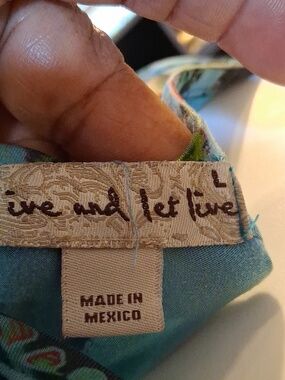 ive and let live
L
MADE IN
MEXICO